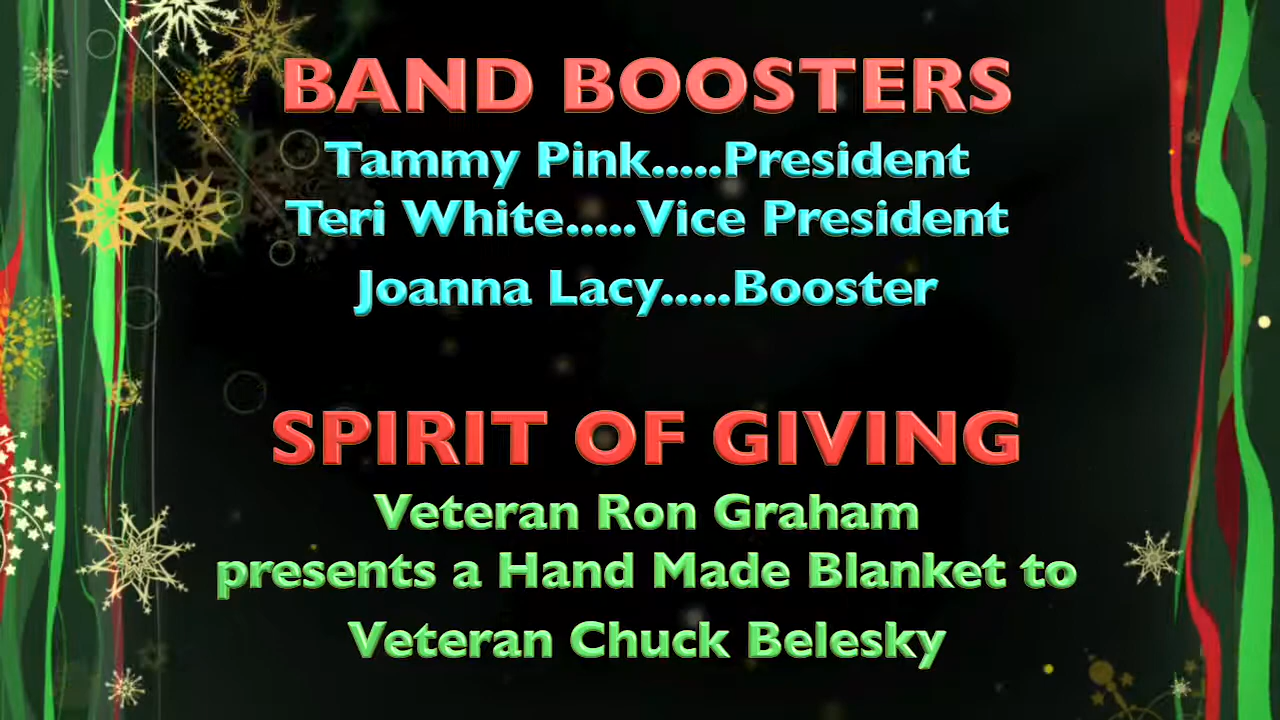 BAND BOOSTERS
Tammy Pink.....President
Teri White.....Vice President
Joanna Lacy.....Booster
SPIRIT OF GIVING
Veteran Ron Graham
presents a Hand Made Blanket to
Veteran Chuck Belesky